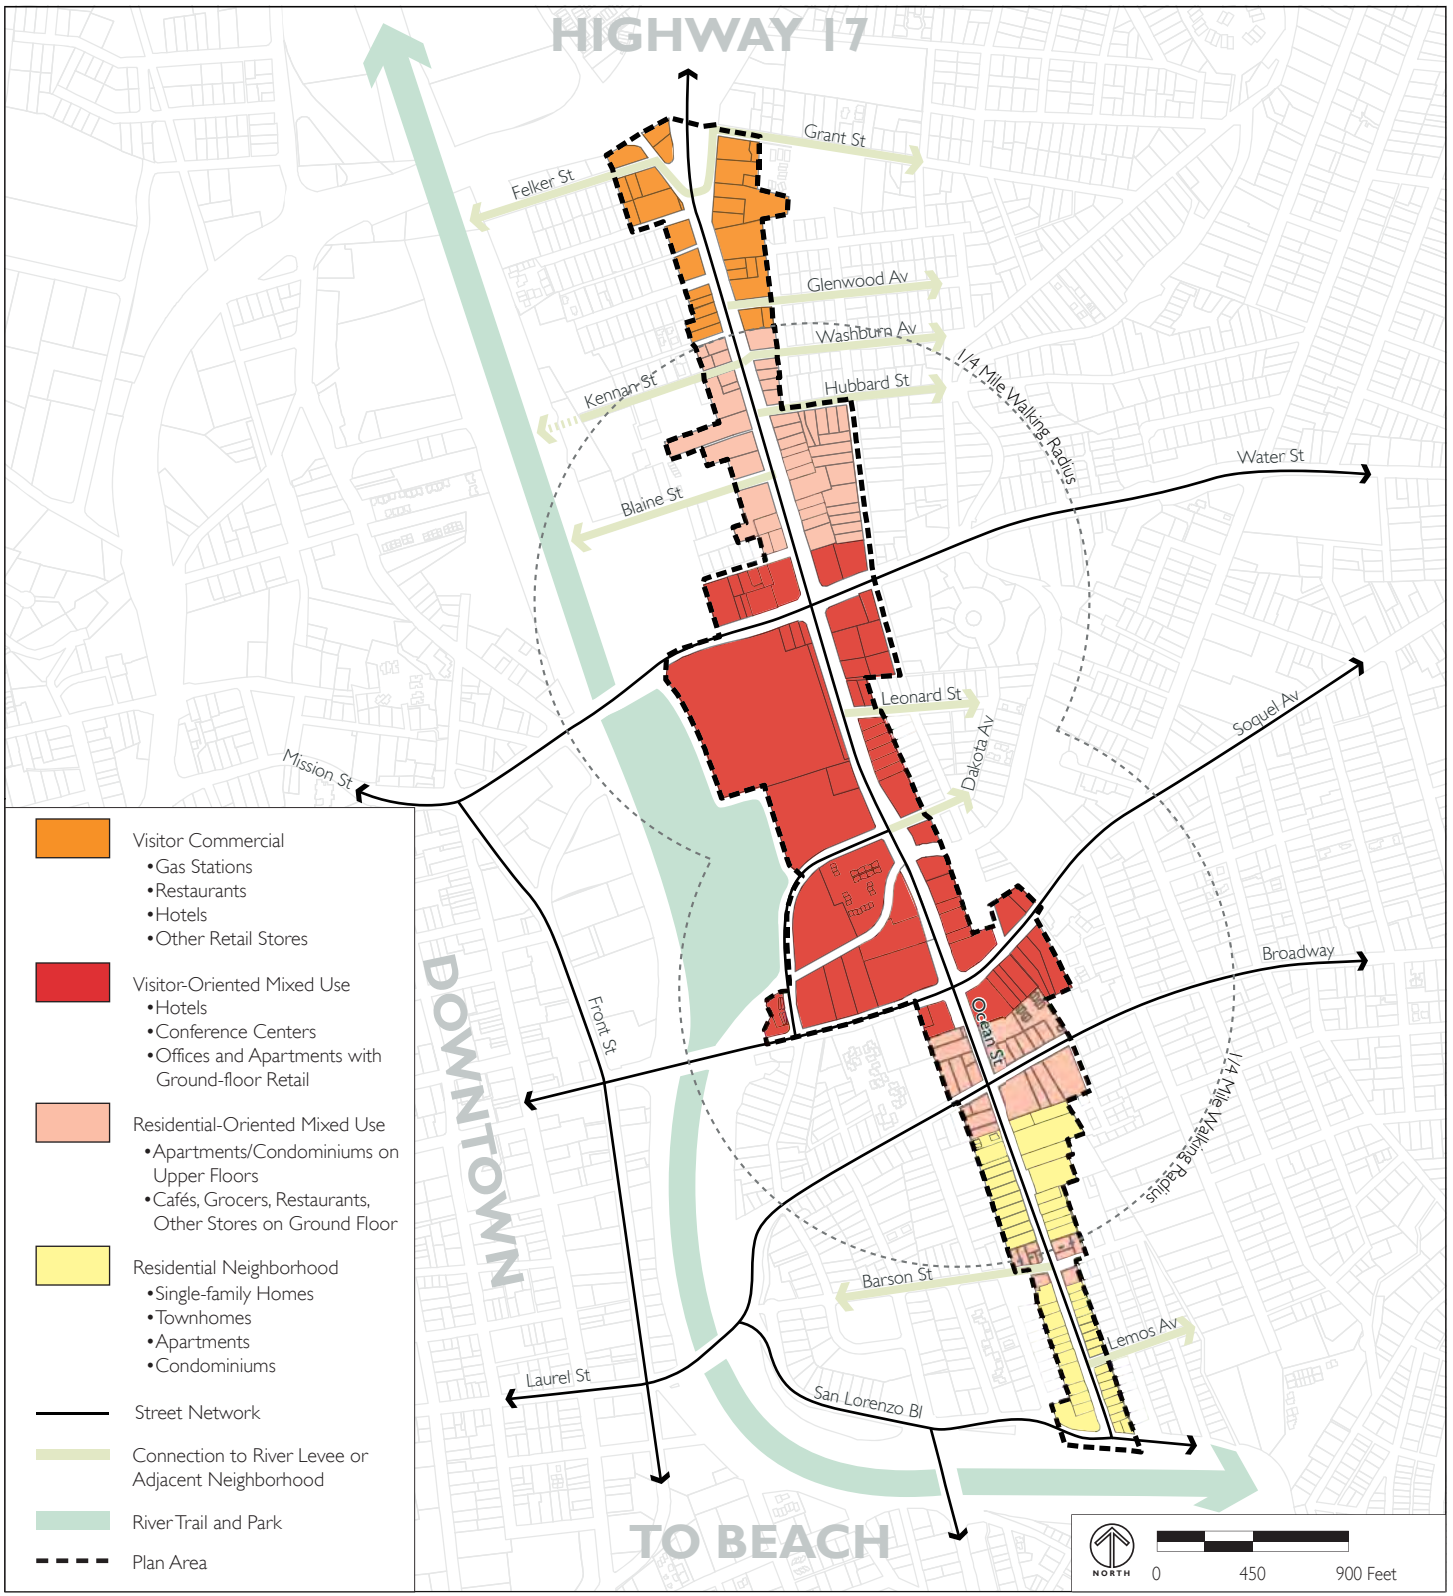 HIGHWAY 17
Grant St
Felker St
Glenwood Av
Washburn Av
Hubbard St
Kennan St
1/4 Mile Walking Radius
Water St
Blaine St
Leonard St
Dakota Av
Soquel Av
Mission St
Broadway
Ocean St
Front St
DOWNTOWN
1/4 Mile Walking Radius
Barson St
Lemos Av
Laurel St
San Lorenzo Bl
TO BEACH
Visitor Commercial
•Gas Stations
•Restaurants
•Hotels
•Other Retail Stores
Visitor-Oriented Mixed Use
•Hotels
•Conference Centers
•Offices and Apartments with
Ground-floor Retail
Residential-Oriented Mixed Use
•Apartments/Condominiums on
Upper Floors
•Cafés, Grocers, Restaurants,
Other Stores on Ground Floor
Residential Neighborhood
•Single-family Homes
•Townhomes
•Apartments
•Condominiums
Street Network
Connection to River Levee or
Adjacent Neighborhood
River Trail and Park
Plan Area
NORTH
0 450 900 Feet